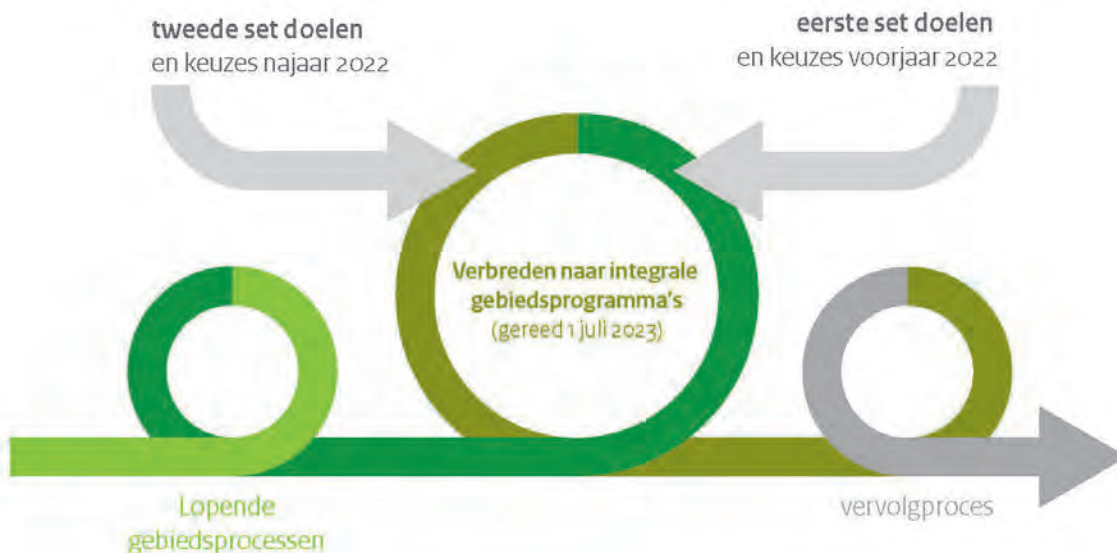 tweede set doelen
en keuzes najaar 2022
eerste set doelen
en keuzes voorjaar 2022
Verbreden naar integrale
gebiedsprogramma's
(gereed 1 juli 2023)
Lopende
gebiedsprocessen
vervolgproces